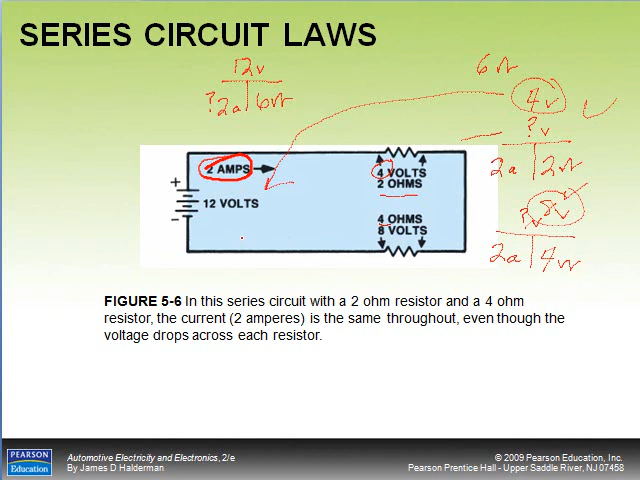 SERIES CIRCUIT LAWS
12v
?2a 6Ω
6Ω
4v
?v
2a 2Ω
?v 8v
2a 4Ω
2 AMPS
+
12 VOLTS
-
4 VOLTS
2 OHMS
4 OHMS
8 VOLTS
FIGURE 5-6 In this series circuit with a 2 ohm resistor and a 4 ohm
resistor, the current (2 amperes) is the same throughout, even though the
voltage drops across each resistor.
PEARSON
Education
Automotive Electricity and Electronics, 2/e
By James D Halderman
© 2009 Pearson Education, Inc.
Pearson Prentice Hall - Upper Saddle River, NJ 07458